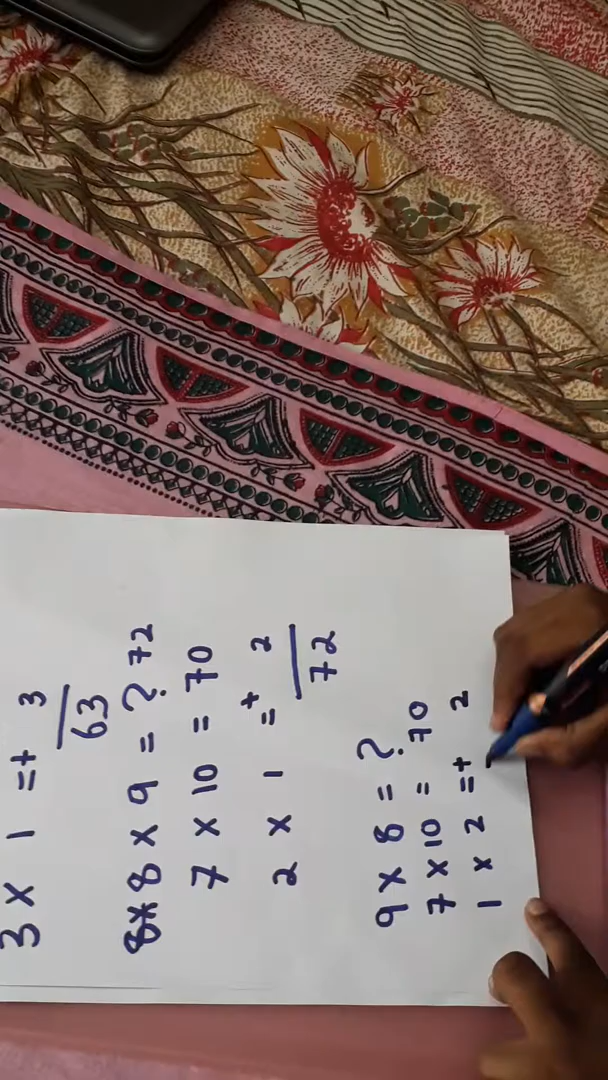 3 × 1 = + 3
63
8× 8 × 9 = ? 72
7 × 10 = 70
2 × 1 = + 2
72
9 × 8 = ?
7 × 10 = 70
1 × 2 = + 2